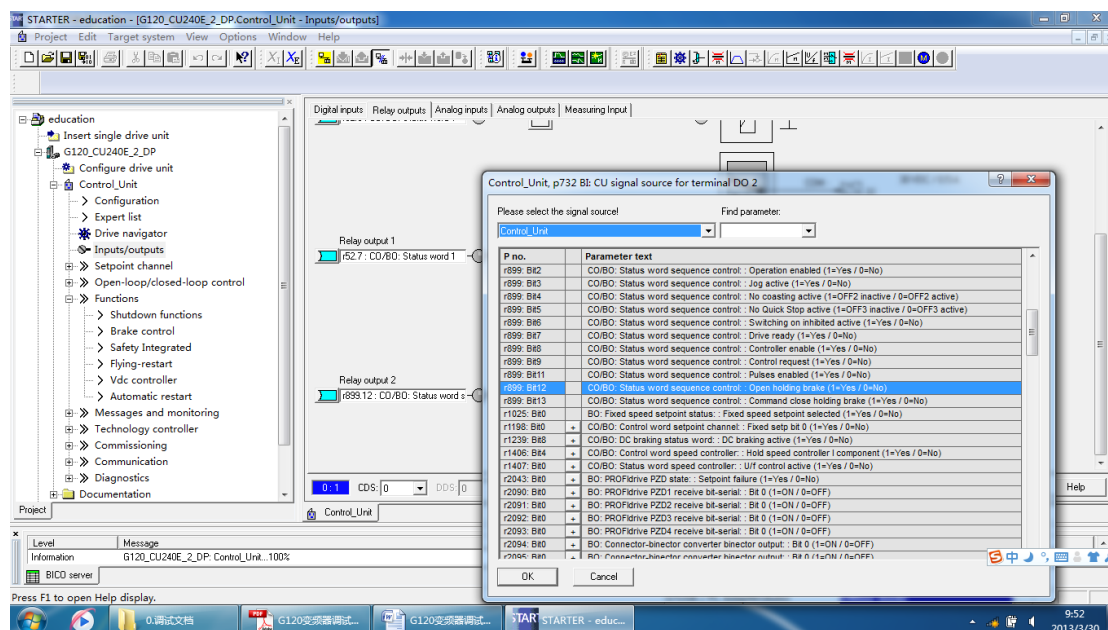 STARTER - education - [G120_CU240E_2_DP.Control_Unit - Inputs/outputs]
Project Edit Target system View Options Window Help
Digital inputs Relay outputs Analog inputs Analog outputs Measuring Input
education
Insert single drive unit
G120_CU240E_2_DP
Configure drive unit
Control_Unit
Configuration
Expert list
Drive navigator
Inputs/outputs
Setpoint channel
Open-loop/closed-loop control
Functions
Shutdown functions
Brake control
Safety Integrated
Flying-restart
Vdc controller
Automatic restart
Messages and monitoring
Technology controller
Commissioning
Communication
Diagnostics
Documentation
Project
Relay output 1
r52.7 : CO/BO: Status word 1
Relay output 2
r899.12 : CO/BO: Status word s
0:1 CDS: 0 DDS: 0
Help
Control_Unit
Control_Unit, p732 BI: CU signal source for terminal DO 2
Please select the signal source! Find parameter:
Control_Unit
P no. Parameter text
r899: Bit2 CO/BO: Status word sequence control: : Operation enabled (1=Yes / 0=No)
r899: Bit3 CO/BO: Status word sequence control: : Jog active (1=Yes / 0=No)
r899: Bit4 CO/BO: Status word sequence control: : No coasting active (1=OFF2 inactive / 0=OFF2 active)
r899: Bit5 CO/BO: Status word sequence control: : No Quick Stop active (1=OFF3 inactive / 0=OFF3 active)
r899: Bit6 CO/BO: Status word sequence control: : Switching on inhibited active (1=Yes / 0=No)
r899: Bit7 CO/BO: Status word sequence control: : Drive ready (1=Yes / 0=No)
r899: Bit8 CO/BO: Status word sequence control: : Controller enable (1=Yes / 0=No)
r899: Bit9 CO/BO: Status word sequence control: : Control request (1=Yes / 0=No)
r899: Bit11 CO/BO: Status word sequence control: : Pulses enabled (1=Yes / 0=No)
r899: Bit12 CO/BO: Status word sequence control: : Open holding brake (1=Yes / 0=No)
r899: Bit13 CO/BO: Status word sequence control: : Command close holding brake (1=Yes / 0=No)
r1025: Bit0 BO: Fixed speed setpoint status: : Fixed speed setpoint selected (1=Yes / 0=No)
r1198: Bit0 + CO/BO: Control word setpoint channel: : Fixed setp bit 0 (1=Yes / 0=No)
r1239: Bit8 + CO/BO: DC braking status word: : DC braking active (1=Yes / 0=No)
r1406: Bit4 + CO/BO: Control word speed controller: : Hold speed controller I component (1=Yes / 0=No)
r1407: Bit0 + CO/BO: Status word speed controller: : U/f control active (1=Yes / 0=No)
r2043: Bit0 + BO: PROFIdrive PZD state: : Setpoint failure (1=Yes / 0=No)
r2090: Bit0 + BO: PROFIdrive PZD1 receive bit-serial: : Bit 0 (1=ON / 0=OFF)
r2091: Bit0 + BO: PROFIdrive PZD2 receive bit-serial: : Bit 0 (1=ON / 0=OFF)
r2092: Bit0 + BO: PROFIdrive PZD3 receive bit-serial: : Bit 0 (1=ON / 0=OFF)
r2093: Bit0 + BO: PROFIdrive PZD4 receive bit-serial: : Bit 0 (1=ON / 0=OFF)
r2094: Bit0 + BO: Connector-binector converter binector output: : Bit 0 (1=ON / 0=OFF)
r2095: Bit0 + BO: Connector-binector converter binector output: : Bit 0 (1=ON / 0=OFF)
OK Cancel
Level Message
Information G120_CU240E_2_DP: Control_Unit...100%
BICO server
中
Press F1 to open Help display.
0.调试文档
G120变频器调试...
G120变频器调试...
STARTER - educ...
9:52
2013/3/30